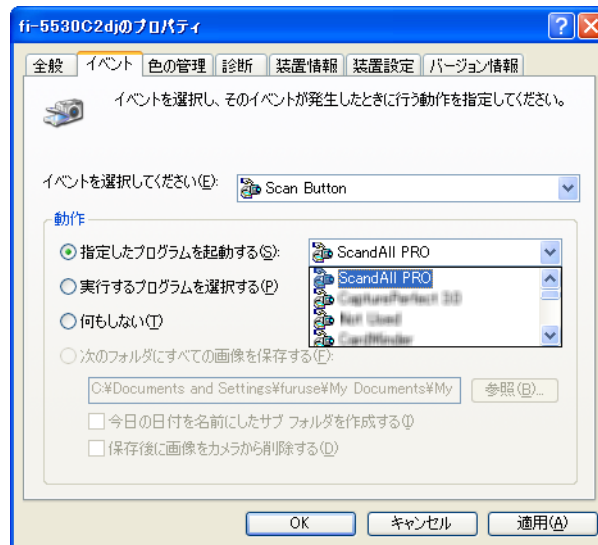 fi-5530C2djのプロパティ
全般 イベント 色の管理 診断 装置情報 装置設定 バージョン情報
イベントを選択し、そのイベントが発生したときに行う動作を指定してください。
イベントを選択してください(E): Scan Button
動作
指定したプログラムを起動する(S): ScandAll PRO
ScandAll PRO
実行するプログラムを選択する(P)
CapturePerfect 3.0
Not Used
何もしない(T)
CardMinder
次のフォルダにすべての画像を保存する(F):
C:¥Documents and Settings¥furuse¥My Documents¥My 参照(B)...
今日の日付を名前にしたサブ フォルダを作成する(I)
保存後に画像をカメラから削除する(D)
OK キャンセル 適用(A)